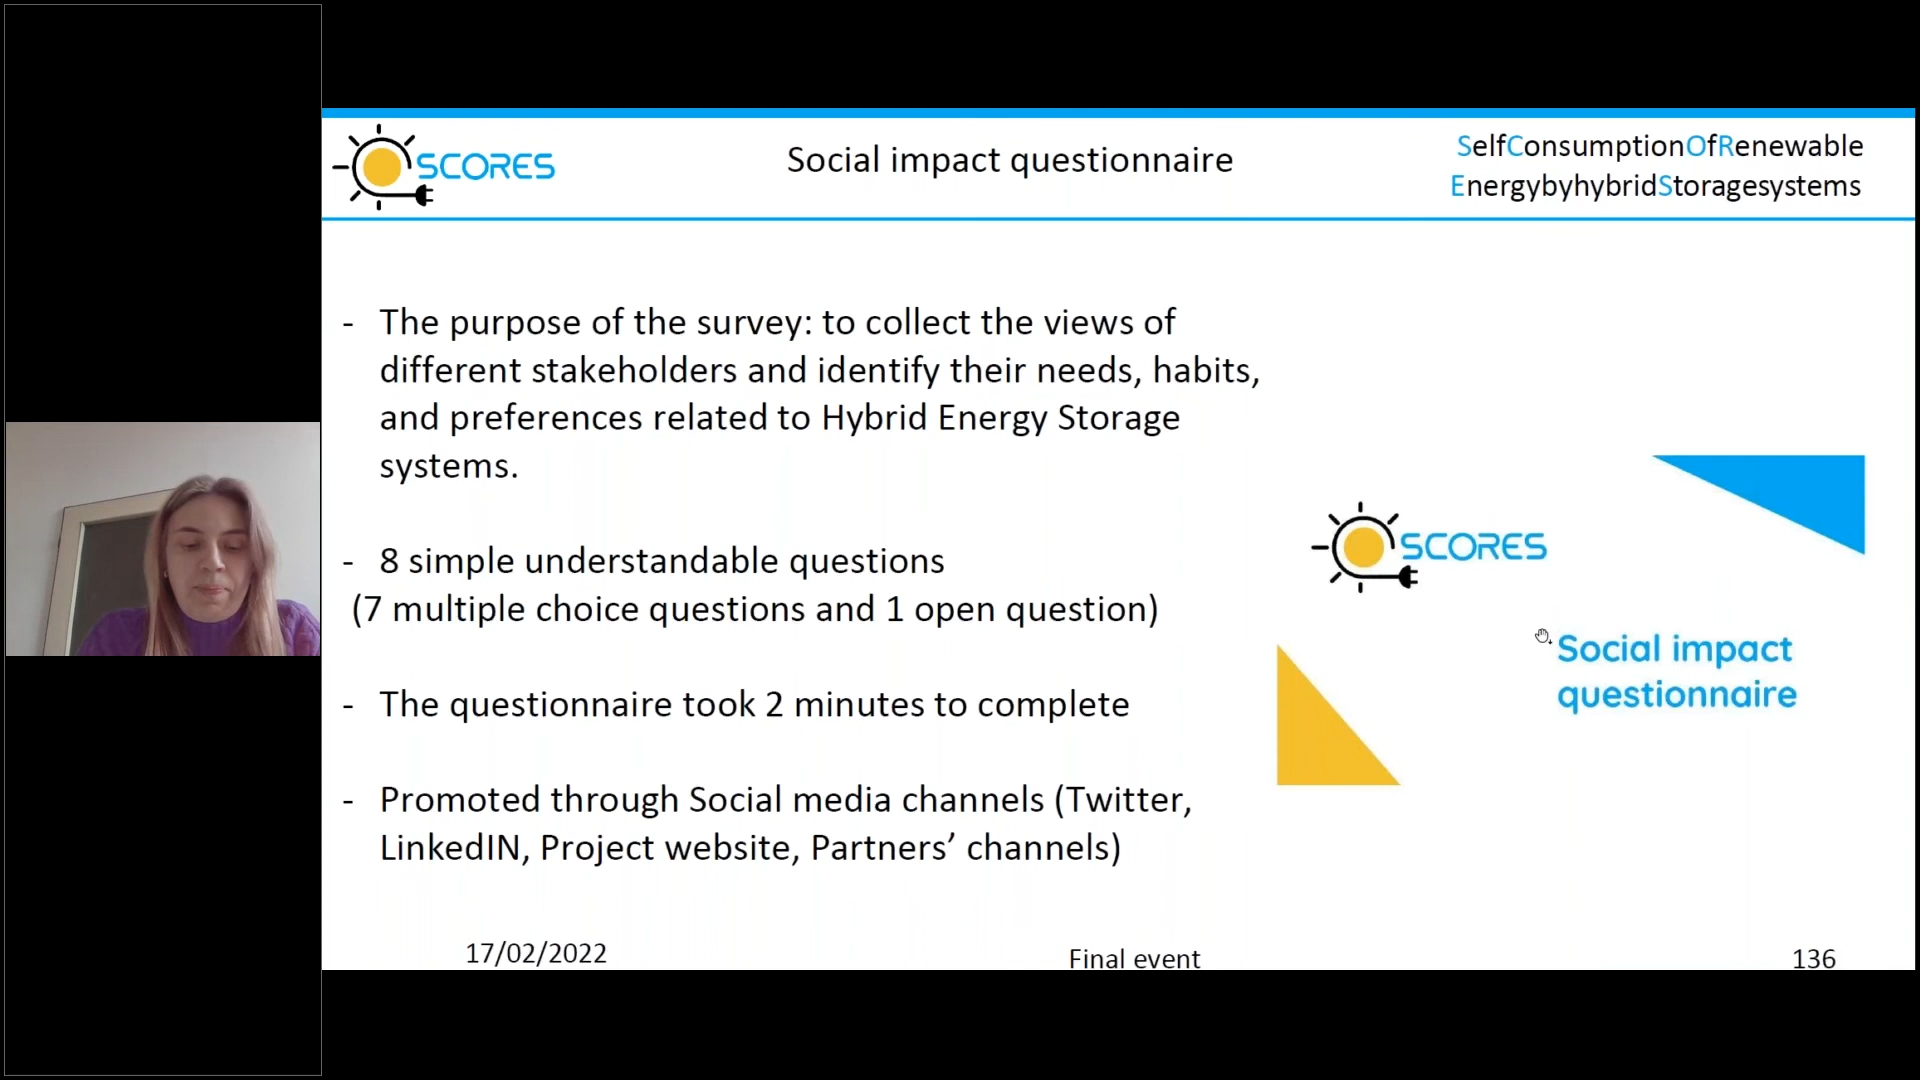 SCORES
Social impact questionnaire
SelfConsumptionOfRenewable
EnergybyhybridStoragesystems
- The purpose of the survey: to collect the views of
different stakeholders and identify their needs, habits,
and preferences related to Hybrid Energy Storage
systems.
- 8 simple understandable questions
(7 multiple choice questions and 1 open question)
- The questionnaire took 2 minutes to complete
- Promoted through Social media channels (Twitter,
LinkedIN, Project website, Partners’ channels)
SCORES
Social impact
questionnaire
17/02/2022
Final event
136